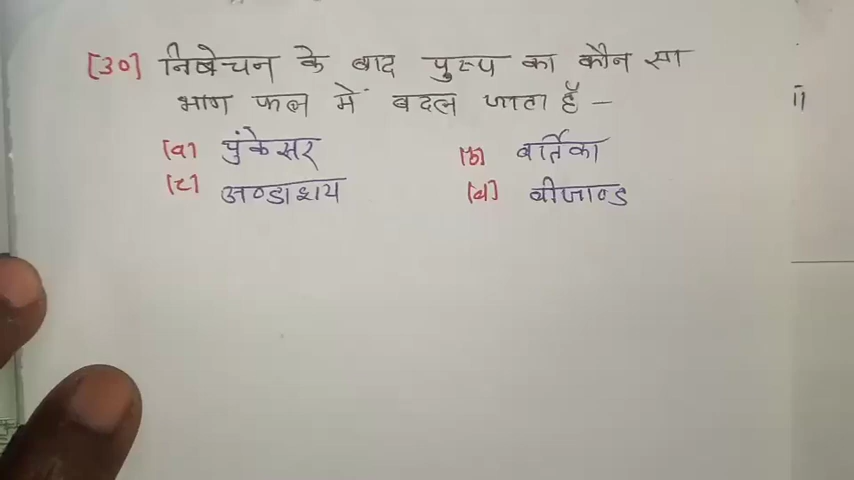 [30] निषेचन के बाद पुष्प का कौन सा
भाग फल में बदल जाता है –
[a] पुंकेसर [b] वर्तिका
[c] अण्डाशय [d] बीजाण्ड